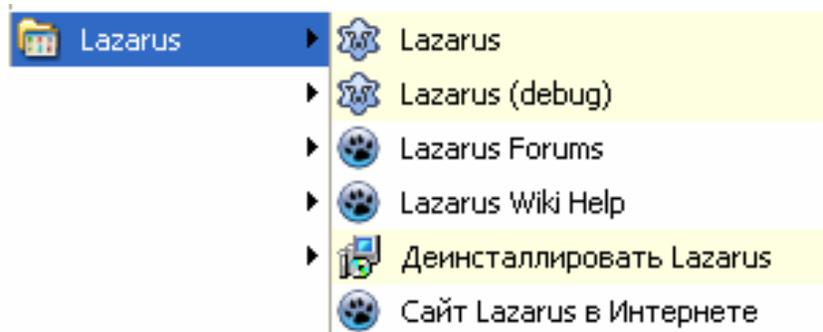 Lazarus
Lazarus
Lazarus (debug)
Lazarus Forums
Lazarus Wiki Help
Деинсталлировать Lazarus
Сайт Lazarus в Интернете